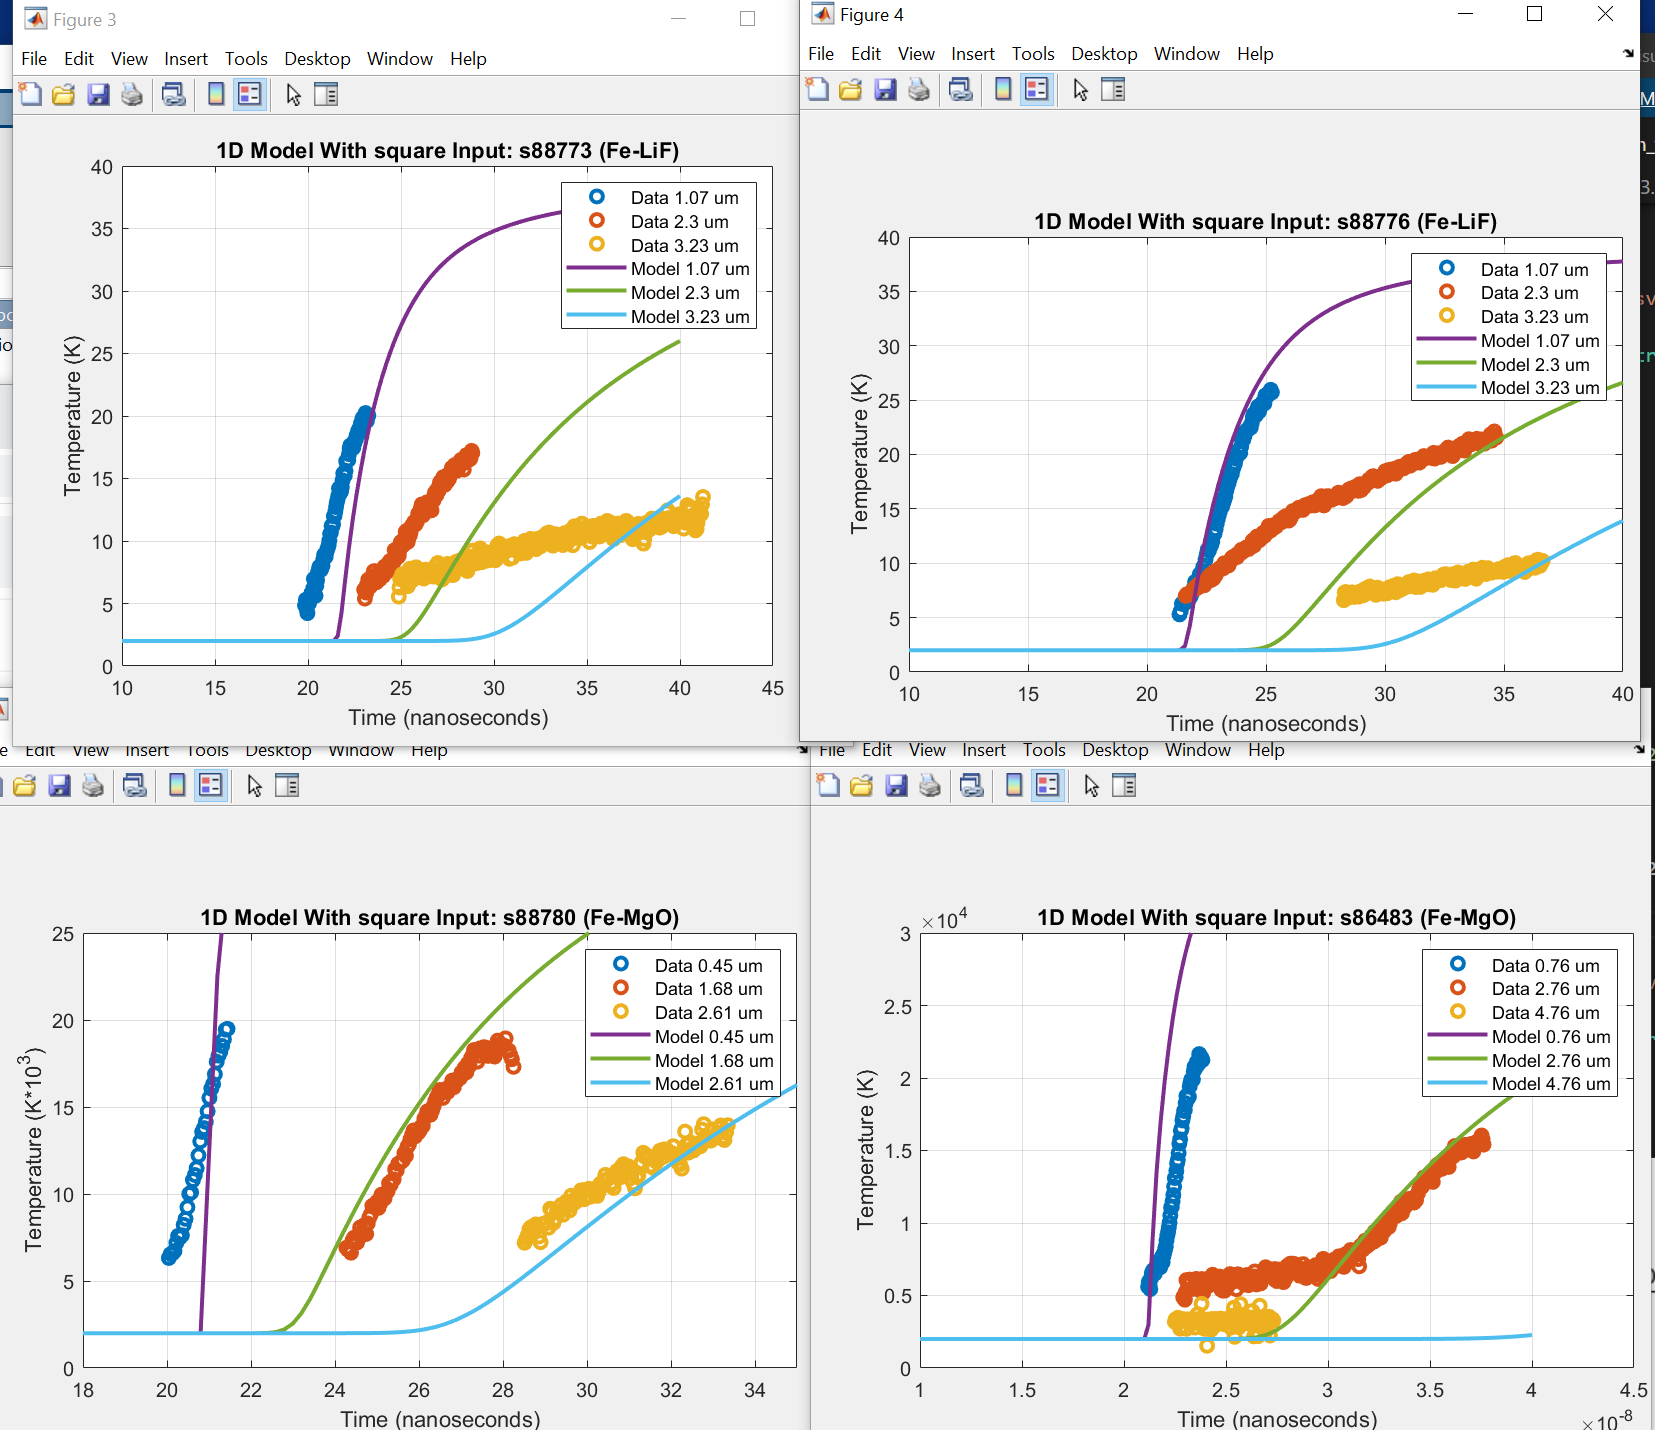 Figure 3
File Edit View Insert Tools Desktop Window Help
1D Model With square Input: s88773 (Fe-LiF)
Data 1.07 um
Data 2.3 um
Data 3.23 um
Model 1.07 um
Model 2.3 um
Model 3.23 um
40
35
30
25
20
15
10
5
0
Temperature (K)
10 15 20 25 30 35 40 45
Time (nanoseconds)
Figure 4
File Edit View Insert Tools Desktop Window Help
1D Model With square Input: s88776 (Fe-LiF)
Data 1.07 um
Data 2.3 um
Data 3.23 um
Model 1.07 um
Model 2.3 um
Model 3.23 um
40
35
30
25
20
15
10
5
0
Temperature (K)
10 15 20 25 30 35 40
Time (nanoseconds)
Edit View Insert Tools Desktop Window Help
1D Model With square Input: s88780 (Fe-MgO)
Data 0.45 um
Data 1.68 um
Data 2.61 um
Model 0.45 um
Model 1.68 um
Model 2.61 um
25
20
15
10
5
0
Temperature (K*10³)
18 20 22 24 26 28 30 32 34
Time (nanoseconds)
File Edit View Insert Tools Desktop Window Help
×10⁴
1D Model With square Input: s86483 (Fe-MgO)
Data 0.76 um
Data 2.76 um
Data 4.76 um
Model 0.76 um
Model 2.76 um
Model 4.76 um
3
2.5
2
1.5
1
0.5
0
Temperature (K)
1 1.5 2 2.5 3 3.5 4 4.5
Time (nanoseconds)
×10⁻⁸